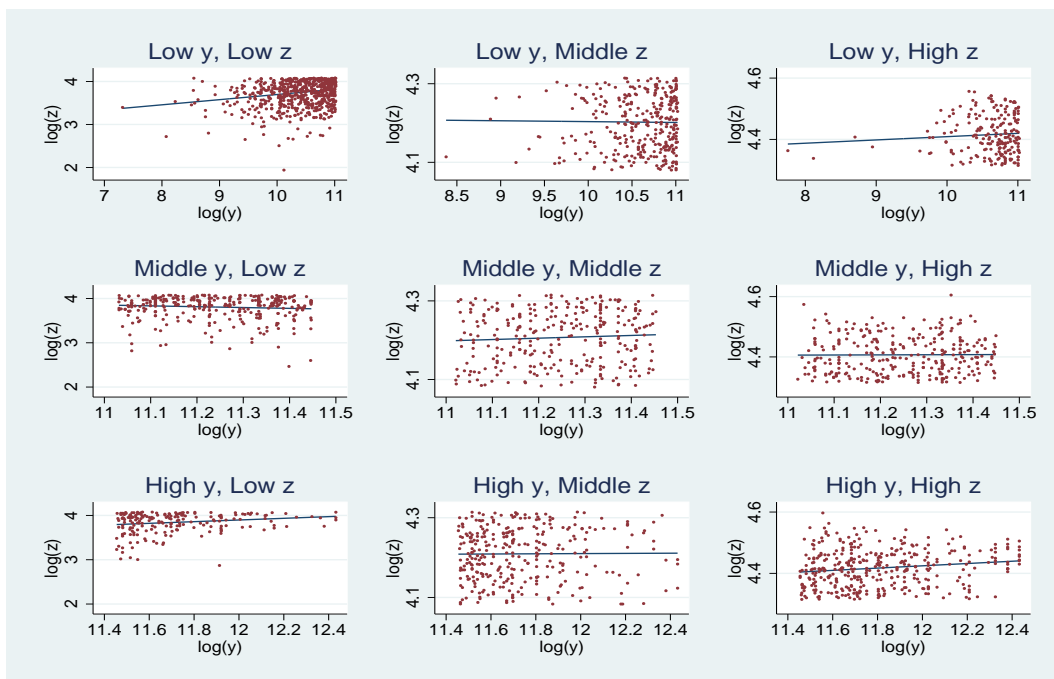 Low y, Low z
log(z)
4
3
2
7 8 9 10 11
log(y)
Low y, Middle z
log(z)
4.3
4.1
8.5 9 9.5 10 10.5 11
log(y)
Low y, High z
log(z)
4.6
4.4
8 9 10 11
log(y)
Middle y, Low z
log(z)
4
3
2
11 11.1 11.2 11.3 11.4 11.5
log(y)
Middle y, Middle z
log(z)
4.3
4.1
11 11.1 11.2 11.3 11.4 11.5
log(y)
Middle y, High z
log(z)
4.6
4.4
11 11.1 11.2 11.3 11.4 11.5
log(y)
High y, Low z
log(z)
4
3
2
11.4 11.6 11.8 12 12.2 12.4
log(y)
High y, Middle z
log(z)
4.3
4.1
11.4 11.6 11.8 12 12.2 12.4
log(y)
High y, High z
log(z)
4.6
4.4
11.4 11.6 11.8 12 12.2 12.4
log(y)